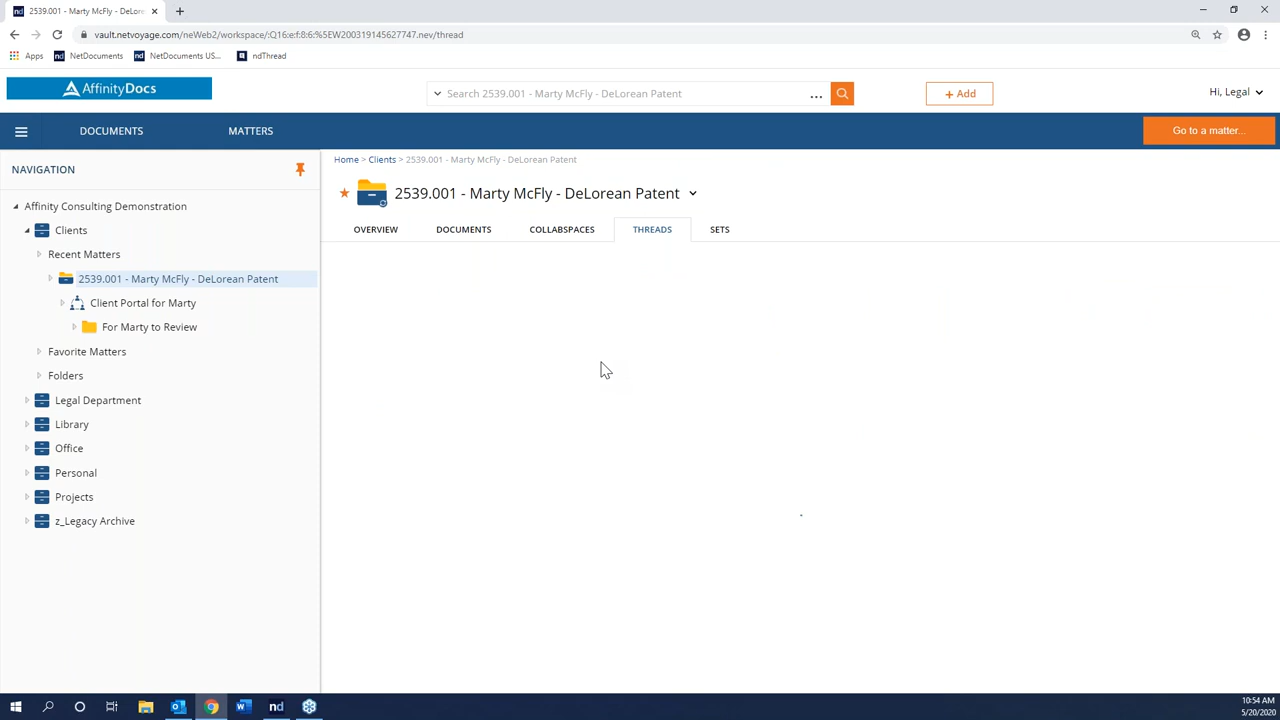 2539.001 - Marty McFly - DeLore
vault.netvoyage.com/neWeb2/workspace/:Q16:e:f:8:6:%5EW200319145627747.nev/thread
Apps
NetDocuments
NetDocuments US...
ndThread
AffinityDocs
Search 2539.001 - Marty McFly - DeLorean Patent
...
+ Add
Hi, Legal
DOCUMENTS
MATTERS
Go to a matter...
NAVIGATION
Affinity Consulting Demonstration
Clients
Recent Matters
2539.001 - Marty McFly - DeLorean Patent
Client Portal for Marty
For Marty to Review
Favorite Matters
Folders
Legal Department
Library
Office
Personal
Projects
z_Legacy Archive
Home > Clients > 2539.001 - Marty McFly - DeLorean Patent
2539.001 - Marty McFly - DeLorean Patent
OVERVIEW
DOCUMENTS
COLLABSPACES
THREADS
SETS
10:54 AM
5/20/2020